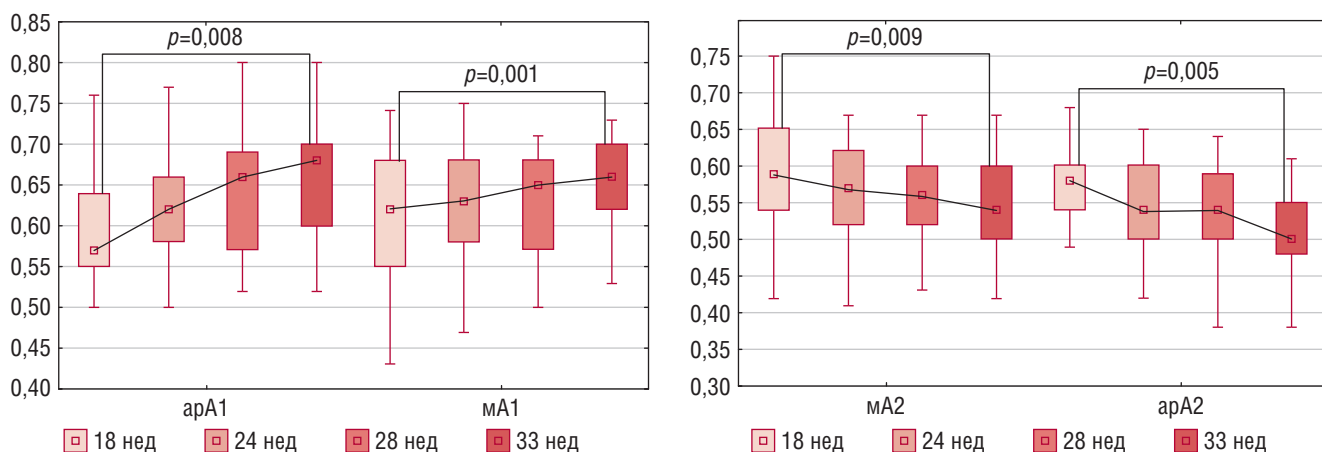 0,85
0,80
0,75
0,70
0,65
0,60
0,55
0,50
0,45
0,40
p=0,008
p=0,001
арА1
мА1
18 нед
24 нед
28 нед
33 нед
0,75
0,70
0,65
0,60
0,55
0,50
0,45
0,40
0,35
0,30
p=0,009
p=0,005
мА2
арА2
18 нед
24 нед
28 нед
33 нед